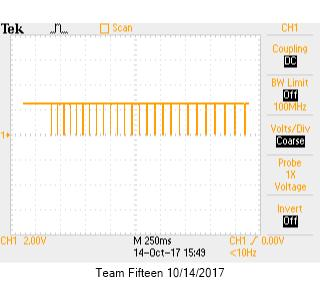 Tek
Scan
CH1
Coupling
DC
BW Limit
Off
100MHz
Volts/Div
Coarse
Probe
1X
Voltage
Invert
Off
1
CH1 2.00V
M 250ms
CH1 / 0.00V
14-Oct-17 15:49
<10Hz
Team Fifteen 10/14/2017